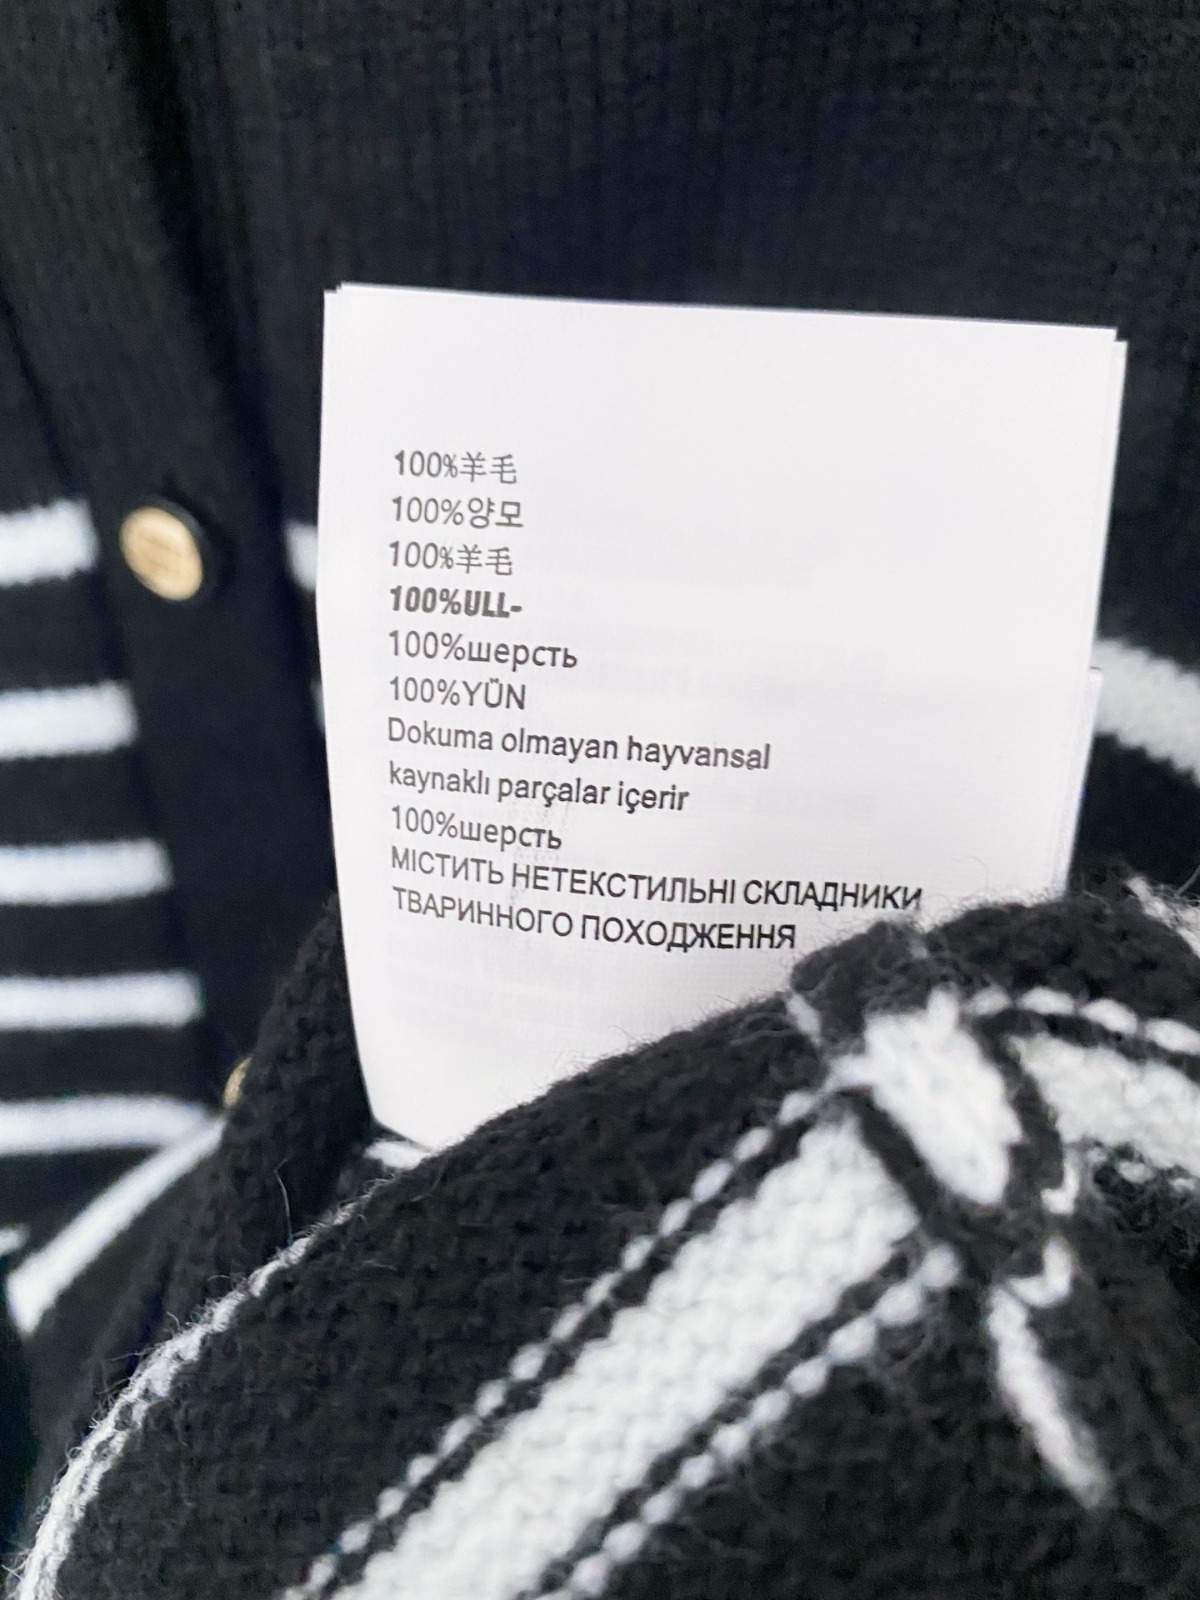 100%羊毛
100%양모
100%羊毛
100%ULL-
100%шерсть
100%YÜN
Dokuma olmayan hayvansal
kaynaklı parçalar içerir
100%шерсть
МІСТИТЬ НЕТЕКСТИЛЬНІ СКЛАДНИКИ
ТВАРИННОГО ПОХОДЖЕННЯ